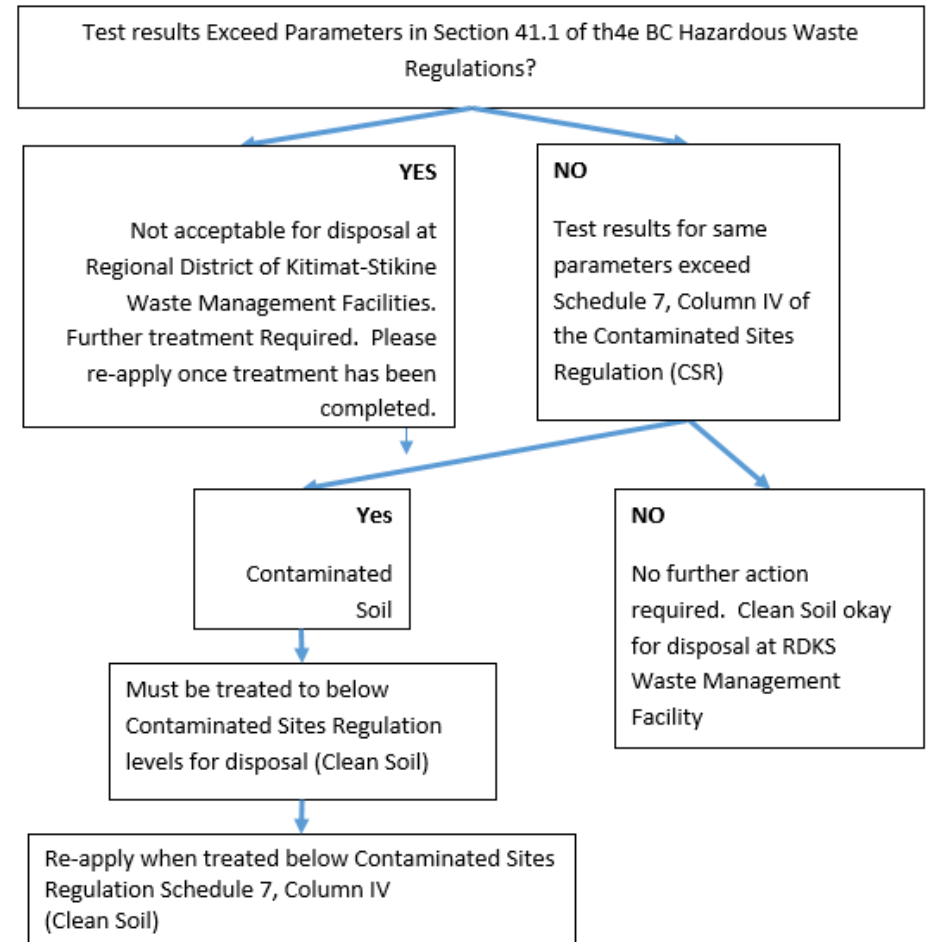 Test results Exceed Parameters in Section 41.1 of th4e BC Hazardous Waste
Regulations?
YES
Not acceptable for disposal at
Regional District of Kitimat-Stikine
Waste Management Facilities.
Further treatment Required.  Please
re-apply once treatment has been
completed.
NO
Test results for same
parameters exceed
Schedule 7, Column IV of
the Contaminated Sites
Regulation (CSR)
Yes
Contaminated
Soil
NO
No further action
required.  Clean Soil okay
for disposal at RDKS
Waste Management
Facility
Must be treated to below
Contaminated Sites Regulation
levels for disposal (Clean Soil)
Re-apply when treated below Contaminated Sites
Regulation Schedule 7, Column IV
(Clean Soil)